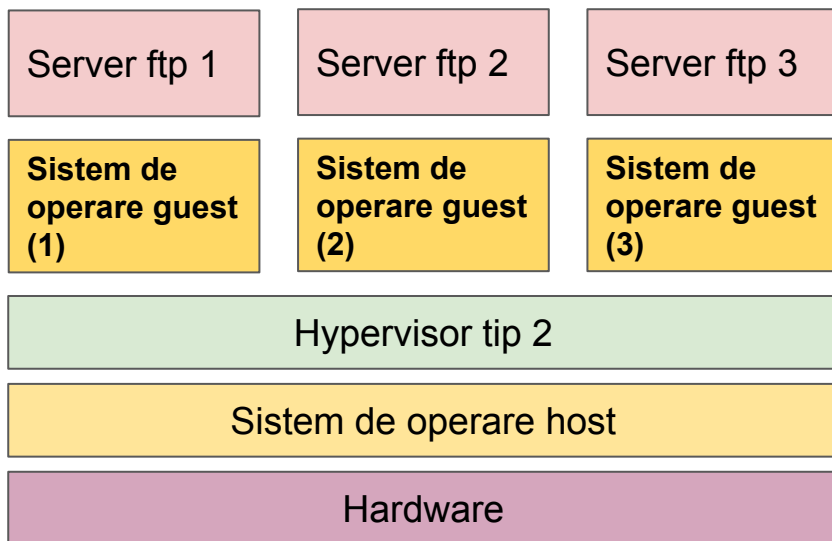 Server ftp 1
Server ftp 2
Server ftp 3
Sistem de
operare guest
(1)
Sistem de
operare guest
(2)
Sistem de
operare guest
(3)
Hypervisor tip 2
Sistem de operare host
Hardware